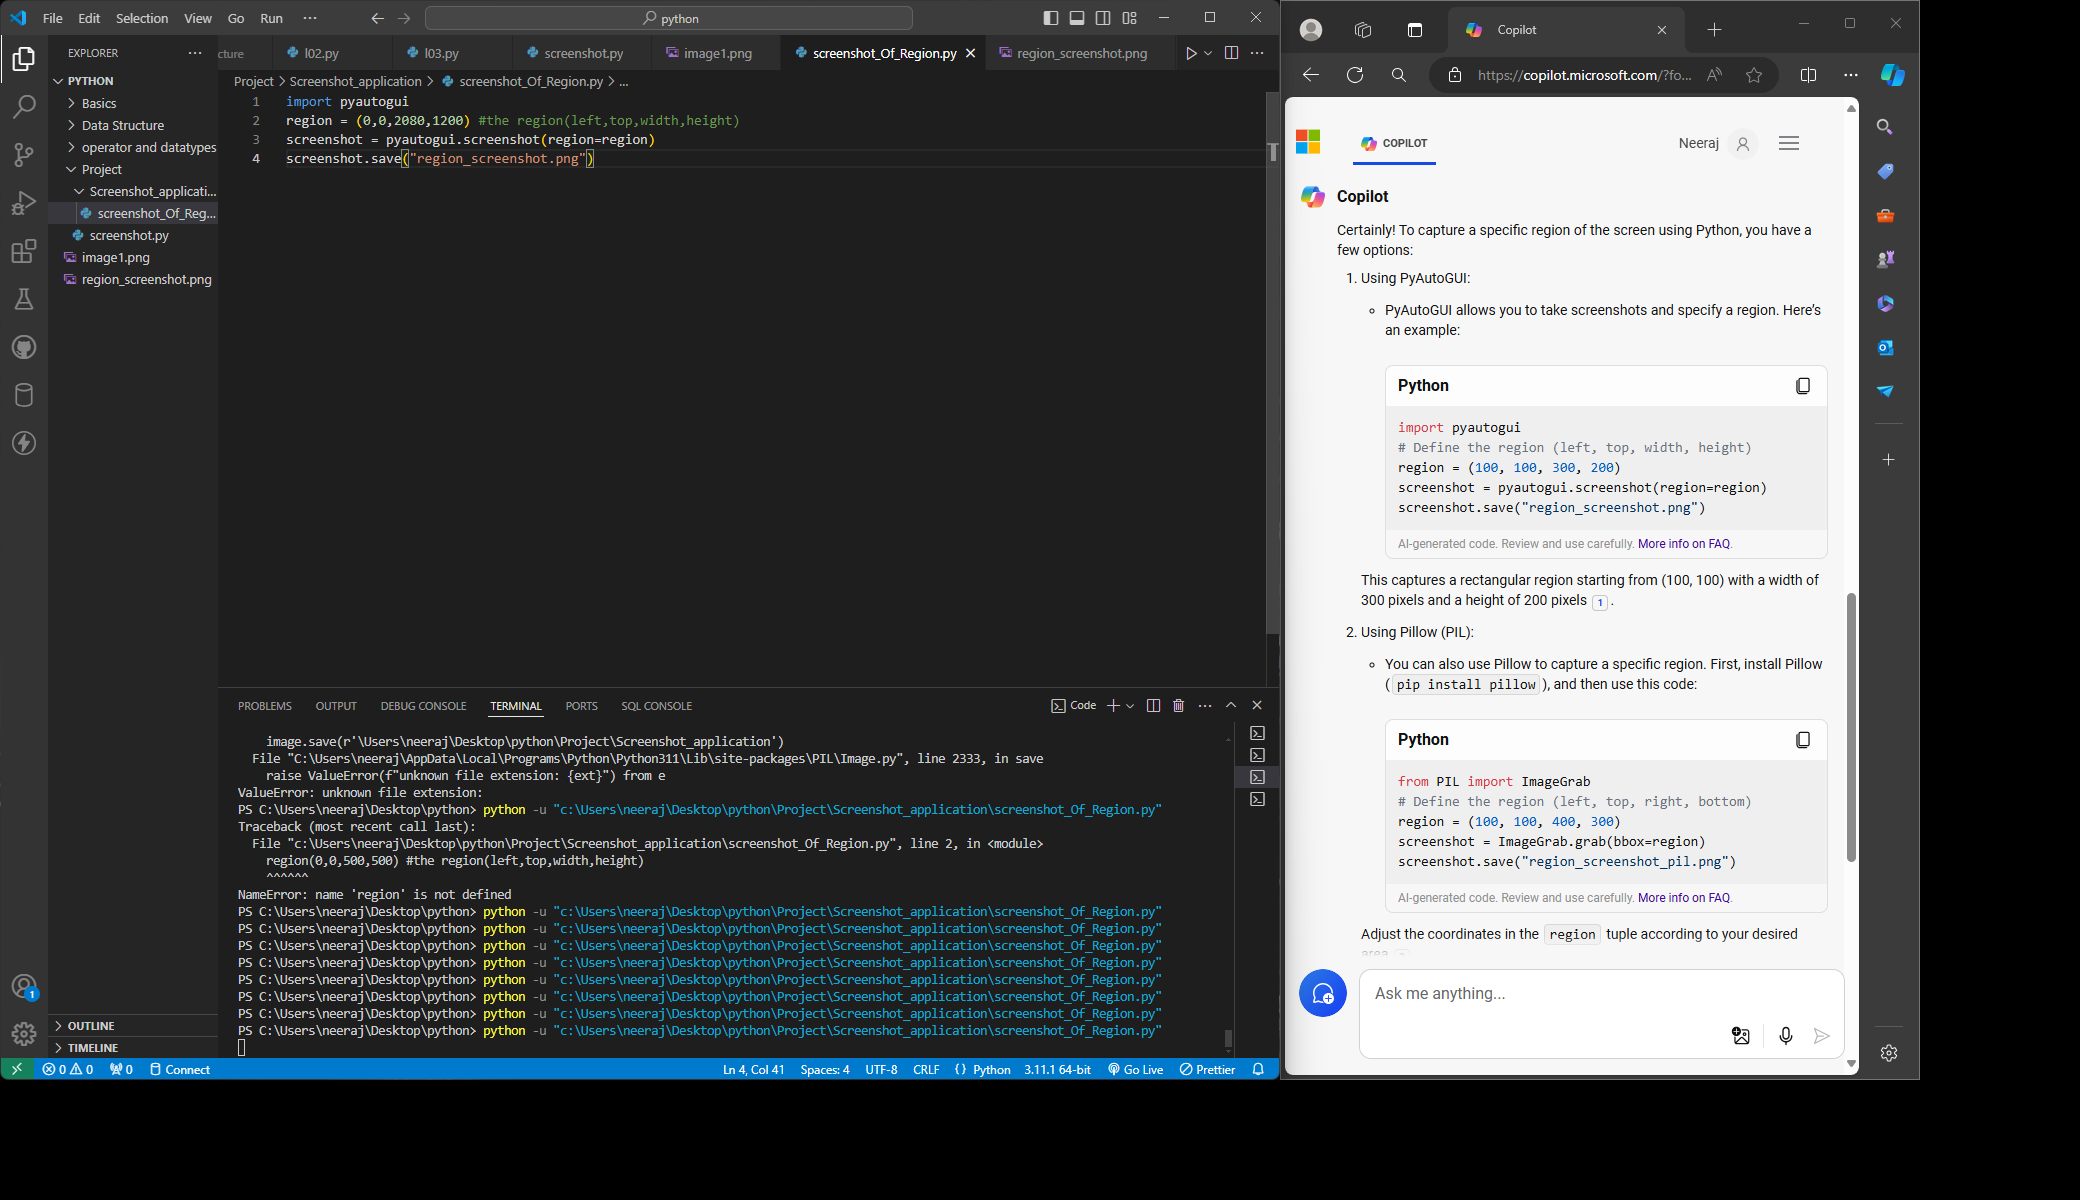 File Edit Selection View Go Run ···
python
EXPLORER ···
PYTHON
Basics
Data Structure
operator and datatypes
Project
Screenshot_applicati...
screenshot_Of_Reg...
screenshot.py
image1.png
region_screenshot.png
OUTLINE
TIMELINE
cture l02.py l03.py screenshot.py image1.png screenshot_Of_Region.py region_screenshot.png
Project > Screenshot_application > screenshot_Of_Region.py > ...
1 import pyautogui
2 region = (0,0,2080,1200) #the region(left,top,width,height)
3 screenshot = pyautogui.screenshot(region=region)
4 screenshot.save("region_screenshot.png")
PROBLEMS OUTPUT DEBUG CONSOLE TERMINAL PORTS SQL CONSOLE
Code
image.save(r'\Users\neeraj\Desktop\python\Project\Screenshot_application')
File "C:\Users\neeraj\AppData\Local\Programs\Python\Python311\Lib\site-packages\PIL\Image.py", line 2333, in save
raise ValueError(f"unknown file extension: {ext}") from e
ValueError: unknown file extension:
PS C:\Users\neeraj\Desktop\python> python -u "c:\Users\neeraj\Desktop\python\Project\Screenshot_application\screenshot_Of_Region.py"
Traceback (most recent call last):
File "c:\Users\neeraj\Desktop\python\Project\Screenshot_application\screenshot_Of_Region.py", line 2, in <module>
region(0,0,500,500) #the region(left,top,width,height)
^^^^^^
NameError: name 'region' is not defined
PS C:\Users\neeraj\Desktop\python> python -u "c:\Users\neeraj\Desktop\python\Project\Screenshot_application\screenshot_Of_Region.py"
PS C:\Users\neeraj\Desktop\python> python -u "c:\Users\neeraj\Desktop\python\Project\Screenshot_application\screenshot_Of_Region.py"
PS C:\Users\neeraj\Desktop\python> python -u "c:\Users\neeraj\Desktop\python\Project\Screenshot_application\screenshot_Of_Region.py"
PS C:\Users\neeraj\Desktop\python> python -u "c:\Users\neeraj\Desktop\python\Project\Screenshot_application\screenshot_Of_Region.py"
PS C:\Users\neeraj\Desktop\python> python -u "c:\Users\neeraj\Desktop\python\Project\Screenshot_application\screenshot_Of_Region.py"
PS C:\Users\neeraj\Desktop\python> python -u "c:\Users\neeraj\Desktop\python\Project\Screenshot_application\screenshot_Of_Region.py"
PS C:\Users\neeraj\Desktop\python> python -u "c:\Users\neeraj\Desktop\python\Project\Screenshot_application\screenshot_Of_Region.py"
PS C:\Users\neeraj\Desktop\python> python -u "c:\Users\neeraj\Desktop\python\Project\Screenshot_application\screenshot_Of_Region.py"
1
0 0 0 Connect Ln 4, Col 41 Spaces: 4 UTF-8 CRLF {} Python 3.11.1 64-bit Go Live Prettier
Copilot
https://copilot.microsoft.com/?fo...
COPILOT
Neeraj
Copilot
Certainly! To capture a specific region of the screen using Python, you have a
few options:
1. Using PyAutoGUI:
PyAutoGUI allows you to take screenshots and specify a region. Here's
an example:
Python
import pyautogui
# Define the region (left, top, width, height)
region = (100, 100, 300, 200)
screenshot = pyautogui.screenshot(region=region)
screenshot.save("region_screenshot.png")
AI-generated code. Review and use carefully. More info on FAQ.
This captures a rectangular region starting from (100, 100) with a width of
300 pixels and a height of 200 pixels 1 .
2. Using Pillow (PIL):
You can also use Pillow to capture a specific region. First, install Pillow
( pip install pillow ), and then use this code:
Python
from PIL import ImageGrab
# Define the region (left, top, right, bottom)
region = (100, 100, 400, 300)
screenshot = ImageGrab.grab(bbox=region)
screenshot.save("region_screenshot_pil.png")
AI-generated code. Review and use carefully. More info on FAQ.
Adjust the coordinates in the region tuple according to your desired
Ask me anything...